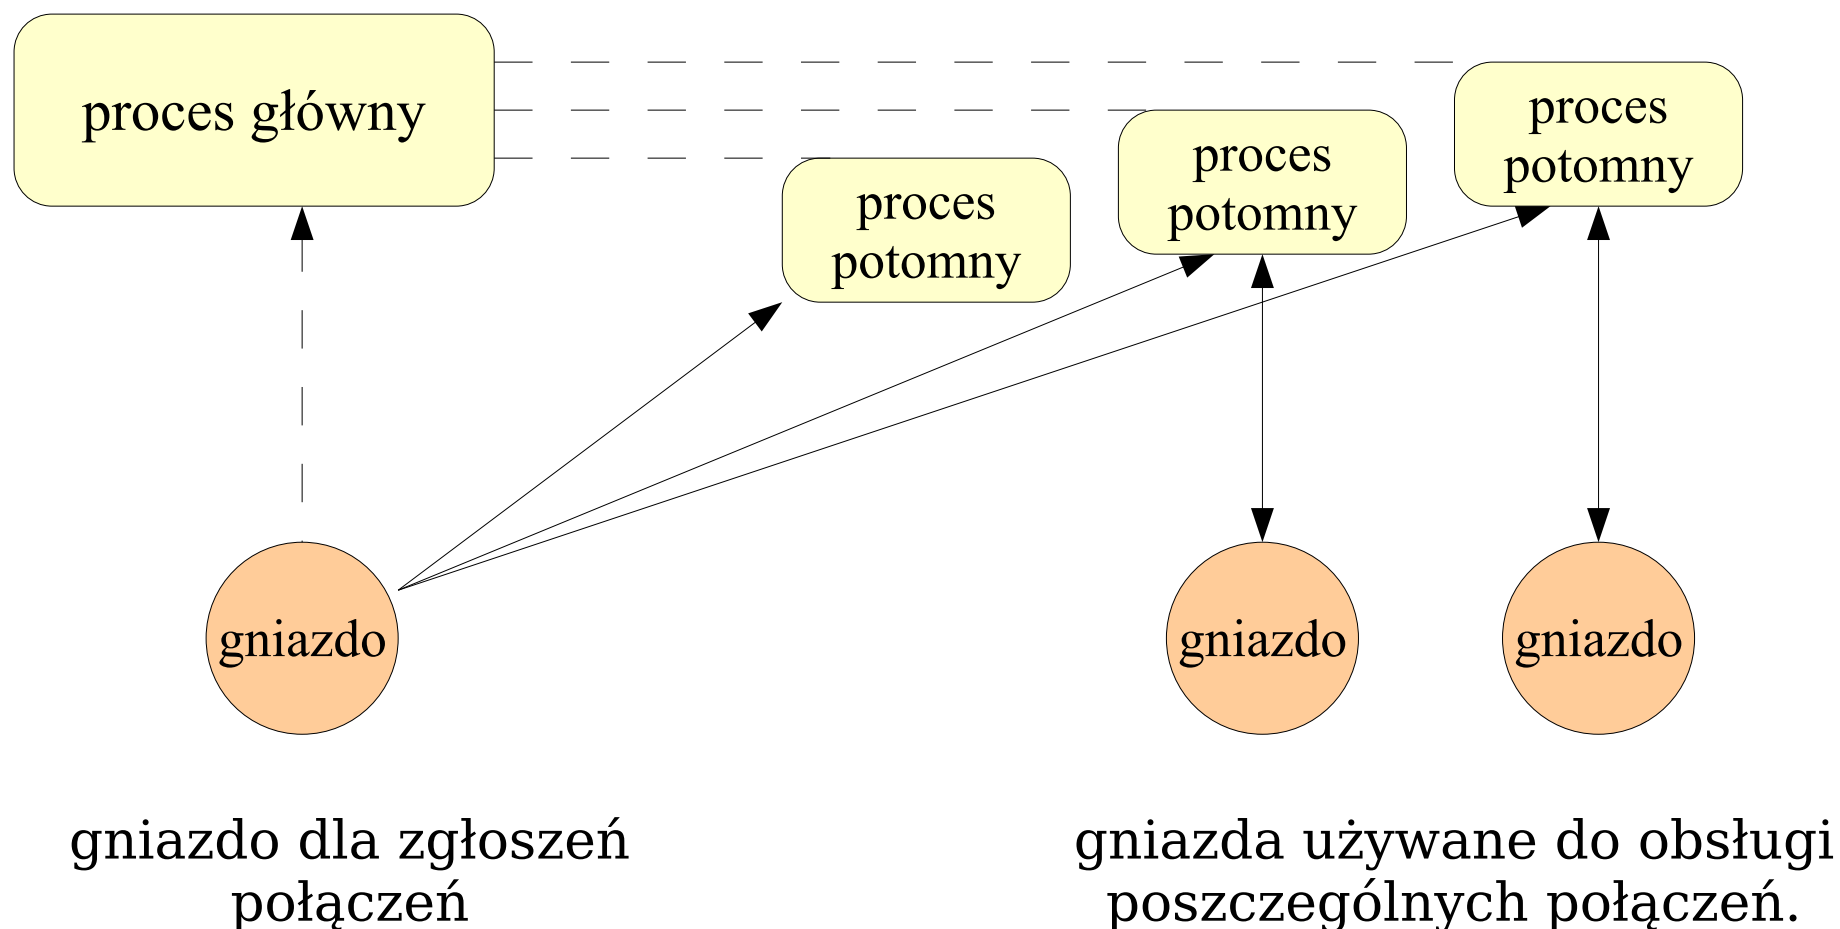 proces główny
proces
potomny
proces
potomny
proces
potomny
gniazdo
gniazdo
gniazdo
gniazdo dla zgłoszeń
połączeń
gniazda używane do obsługi
poszczególnych połączeń.